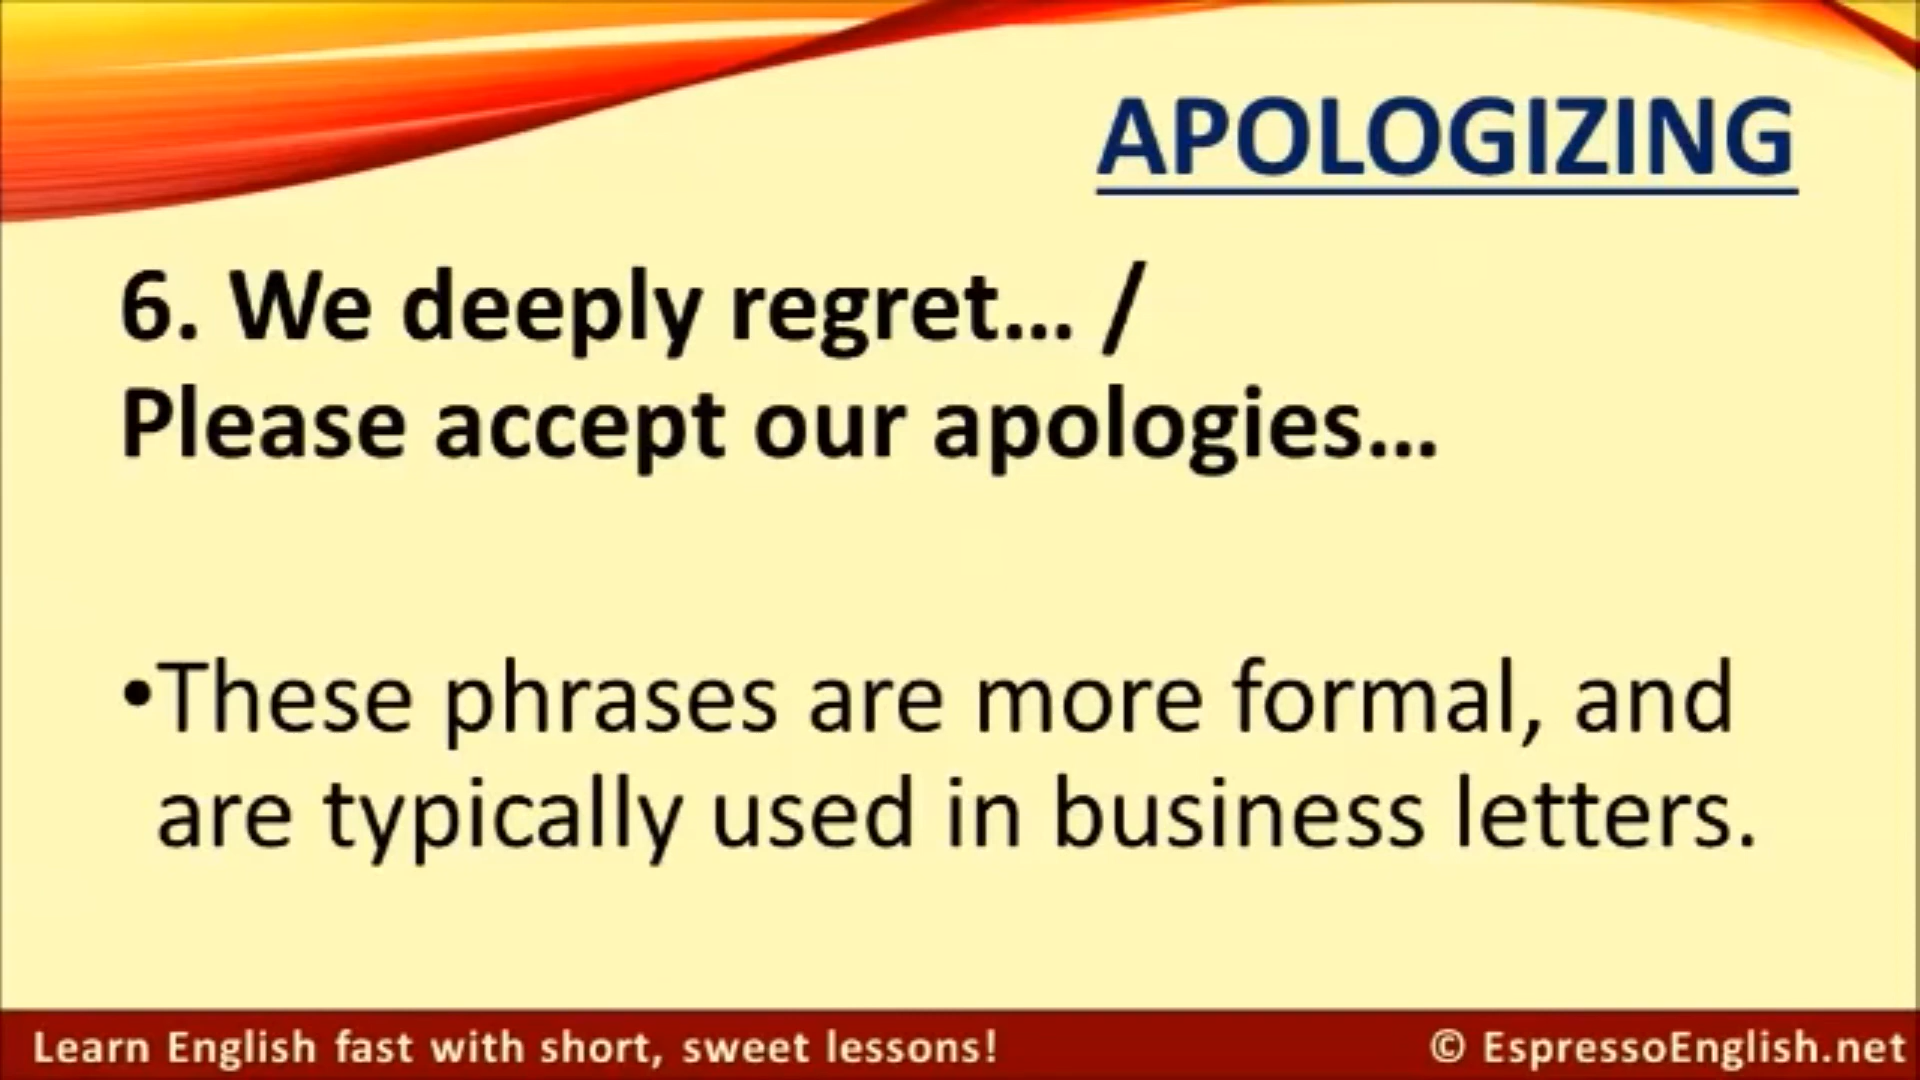 APOLOGIZING
6. We deeply regret... /
Please accept our apologies...
•These phrases are more formal, and
are typically used in business letters.
Learn English fast with short, sweet lessons!
© EspressoEnglish.net